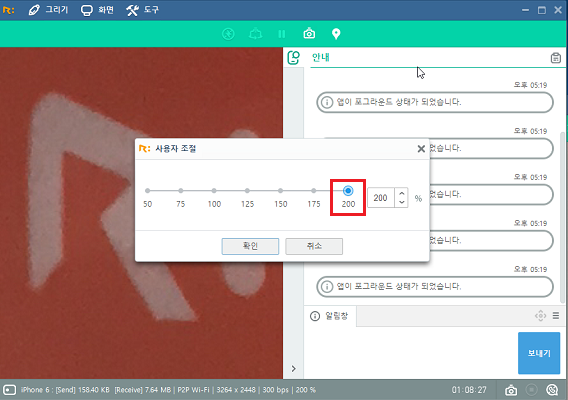 그리기 화면 도구
안내
오후 05:19
앱이 포그라운드 상태가 되었습니다.
오후 05:19
되었습니다.
오후 05:19
되었습니다.
오후 05:19
되었습니다.
오후 05:19
앱이 포그라운드 상태가 되었습니다.
사용자 조절
50 75 100 125 150 175 200
200 %
확인 취소
알림창
보내기
iPhone 6 : [Send] 158.40 KB [Receive] 7.64 MB | P2P Wi-Fi | 3264 x 2448 | 300 bps | 200 %
01:08:27